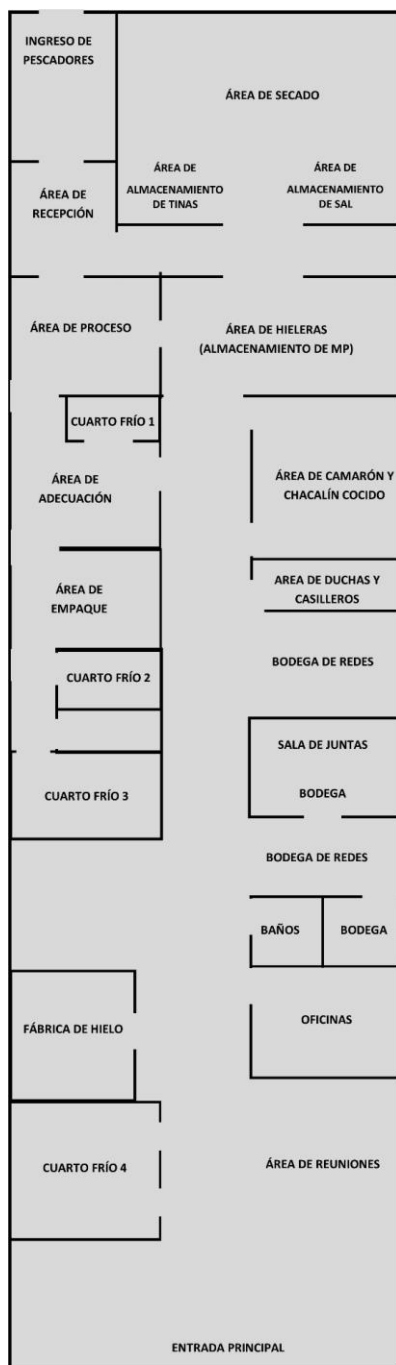 INGRESO DE
PESCADORES
ÁREA DE SECADO
ÁREA DE
ALMACENAMIENTO
DE TINAS
ÁREA DE
ALMACENAMIENTO
DE SAL
ÁREA DE
RECEPCIÓN
ÁREA DE PROCESO
ÁREA DE HIELERAS
(ALMACENAMIENTO DE MP)
CUARTO FRÍO 1
ÁREA DE
ADECUACIÓN
ÁREA DE CAMARÓN Y
CHACALÍN COCIDO
ÁREA DE
EMPAQUE
AREA DE DUCHAS Y
CASILLEROS
BODEGA DE REDES
CUARTO FRÍO 2
SALA DE JUNTAS
CUARTO FRÍO 3
BODEGA
BODEGA DE REDES
BAÑOS
BODEGA
FÁBRICA DE HIELO
OFICINAS
CUARTO FRÍO 4
ÁREA DE REUNIONES
ENTRADA PRINCIPAL